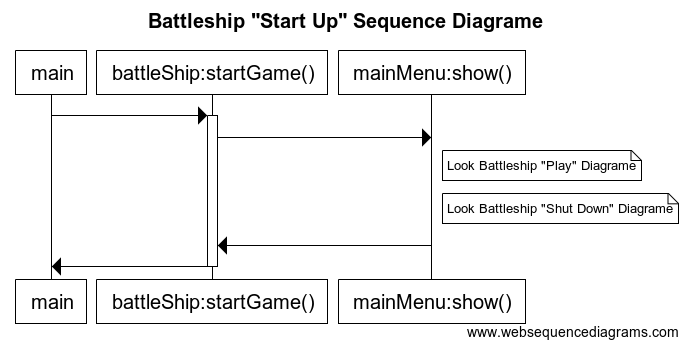 Battleship "Start Up" Sequence Diagrame
main
battleShip:startGame()
mainMenu:show()
Look Battleship "Play" Diagrame
Look Battleship "Shut Down" Diagrame
main
battleShip:startGame()
mainMenu:show()
www.websequencediagrams.com